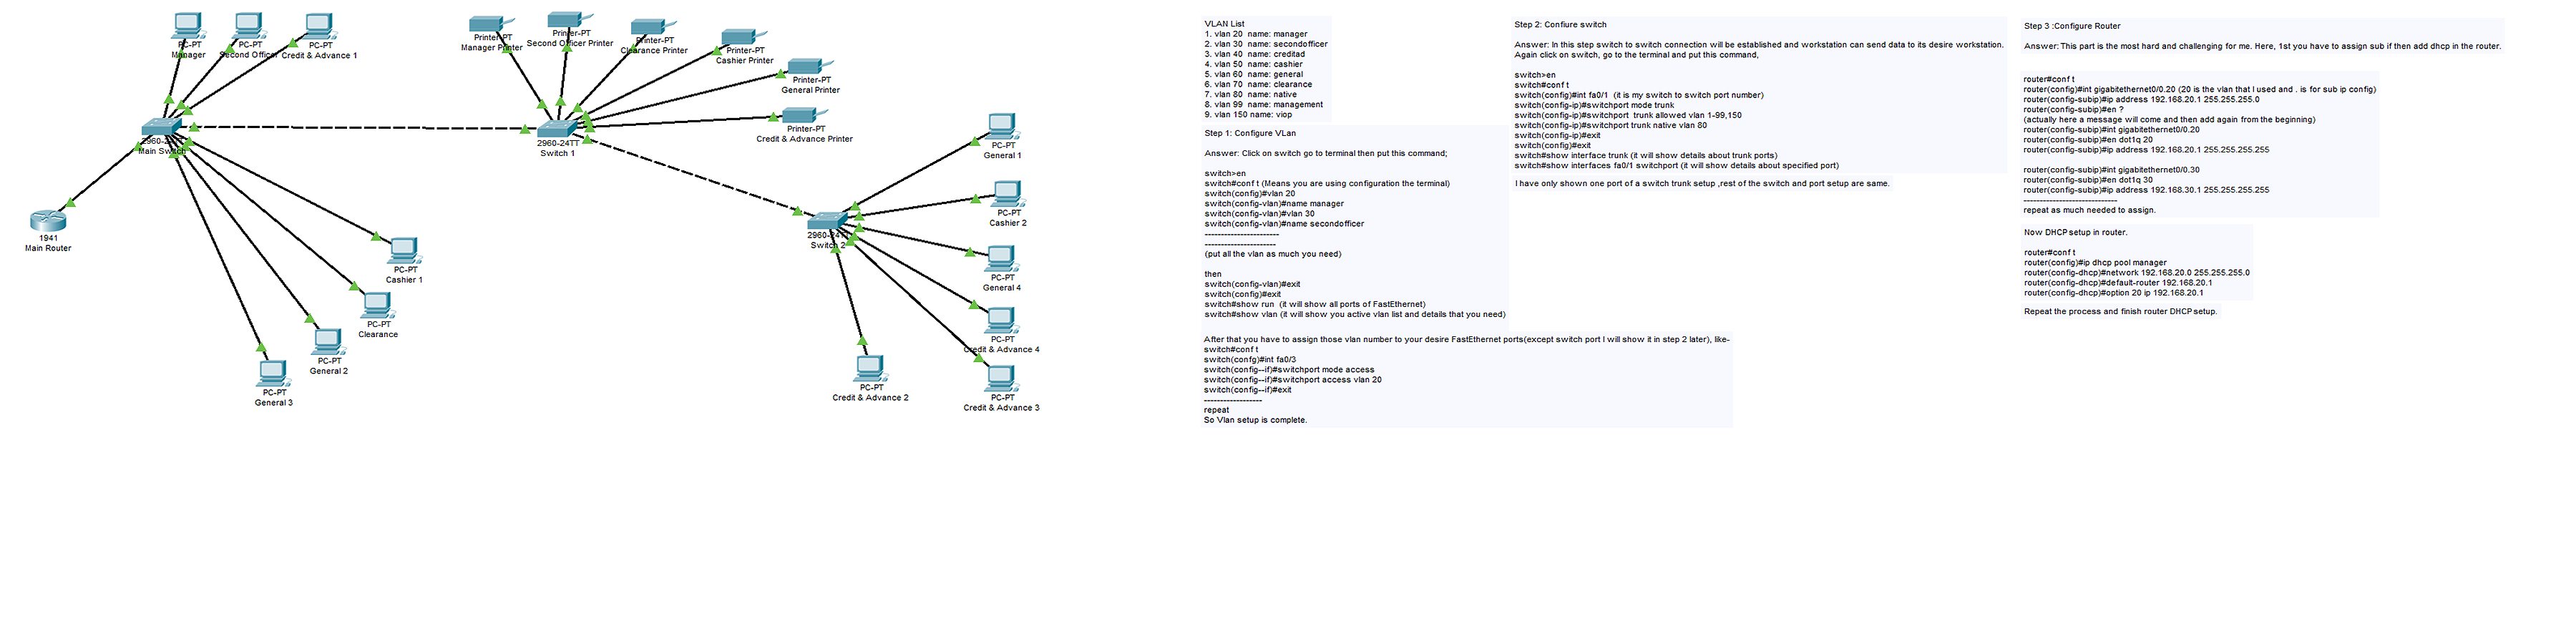 PC-PT
Manager
PC-PT
Second Officer
PC-PT
Credit & Advance 1
Printer-PT
Manager Printer
Printer-PT
Second Officer Printer
Printer-PT
Clearance Printer
Printer-PT
Cashier Printer
Printer-PT
General Printer
Printer-PT
Credit & Advance Printer
2960-24TT
Main Switch
2960-24TT
Switch 1
2960-24TT
Switch 2
1941
Main Router
PC-PT
Cashier 1
PC-PT
Clearance
PC-PT
General 2
PC-PT
General 3
PC-PT
General 1
PC-PT
Cashier 2
PC-PT
General 4
PC-PT
Credit & Advance 4
PC-PT
Credit & Advance 2
PC-PT
Credit & Advance 3
VLAN List
1. vlan 20 name: manager
2. vlan 30 name: secondofficer
3. vlan 40 name: creditad
4. vlan 50 name: cashier
5. vlan 60 name: general
6. vlan 70 name: clearance
7. vlan 80 name: native
8. vlan 99 name: management
9. vlan 150 name: viop
Step 1: Configure VLan
Answer: Click on switch go to terminal then put this command;
switch>en
switch#conf t (Means you are using configuration the terminal)
switch(config)#vlan 20
switch(config-vlan)#name manager
switch(config-vlan)#vlan 30
switch(config-vlan)#name secondofficer
-----------------------
----------------------
(put all the vlan as much you need)
then
switch(config-vlan)#exit
switch(config)#exit
switch#show run (it will show all ports of FastEthernet)
switch#show vlan (it will show you active vlan list and details that you need)
After that you have to assign those vlan number to your desire FastEthernet ports(except switch port I will show it in step 2 later), like-
switch#conf t
switch(confg)#int fa0/3
switch(config--if)#switchport mode access
switch(config--if)#switchport access vlan 20
switch(config--if)#exit
------------------
repeat
So Vlan setup is complete.
Step 2: Confiure switch
Answer: In this step switch to switch connection will be established and workstation can send data to its desire workstation.
Again click on switch, go to the terminal and put this command,
switch>en
switch#conf t
switch(config)#int fa0/1 (it is my switch to switch port number)
switch(config-ip)#switchport mode trunk
switch(config-ip)#switchport trunk allowed vlan 1-99,150
switch(config-ip)#switchport trunk native vlan 80
switch(config-ip)#exit
switch(config)#exit
switch#show interface trunk (it will show details about trunk ports)
switch#show interfaces fa0/1 switchport (it will show details about specified port)
I have only shown one port of a switch trunk setup ,rest of the switch and port setup are same.
Step 3 :Configure Router
Answer: This part is the most hard and challenging for me. Here, 1st you have to assign sub if then add dhcp in the router.
router#conf t
router(config)#int gigabitethernet0/0.20 (20 is the vlan that I used and . is for sub ip config)
router(config-subip)#ip address 192.168.20.1 255.255.255.0
router(config-subip)#en ?
(actually here a message will come and then add again from the beginning)
router(config-subip)#int gigabitethernet0/0.20
router(config-subip)#en dot1q 20
router(config-subip)#ip address 192.168.20.1 255.255.255.255
router(config-subip)#int gigabitethernet0/0.30
router(config-subip)#en dot1q 30
router(config-subip)#ip address 192.168.30.1 255.255.255.255
-----------------------------
repeat as much needed to assign.
Now DHCP setup in router.
router#conf t
router(config)#ip dhcp pool manager
router(config-dhcp)#network 192.168.20.0 255.255.255.0
router(config-dhcp)#default-router 192.168.20.1
router(config-dhcp)#option 20 ip 192.168.20.1
Repeat the process and finish router DHCP setup.